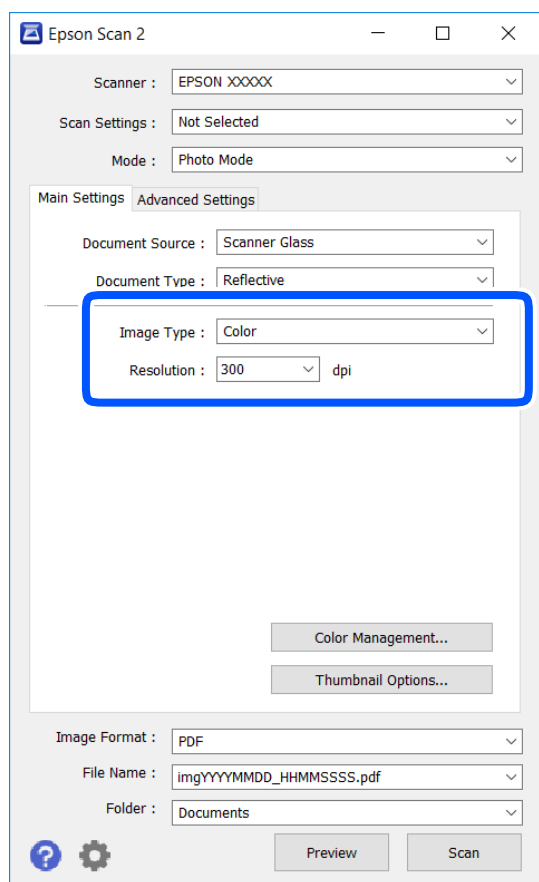 Epson Scan 2
Scanner : EPSON XXXXX
Scan Settings : Not Selected
Mode : Photo Mode
Main Settings Advanced Settings
Document Source : Scanner Glass
Document Type : Reflective
Image Type : Color
Resolution : 300 dpi
Color Management...
Thumbnail Options...
Image Format : PDF
File Name : imgYYYYMMDD_HHMMSSSS.pdf
Folder : Documents
? Preview Scan